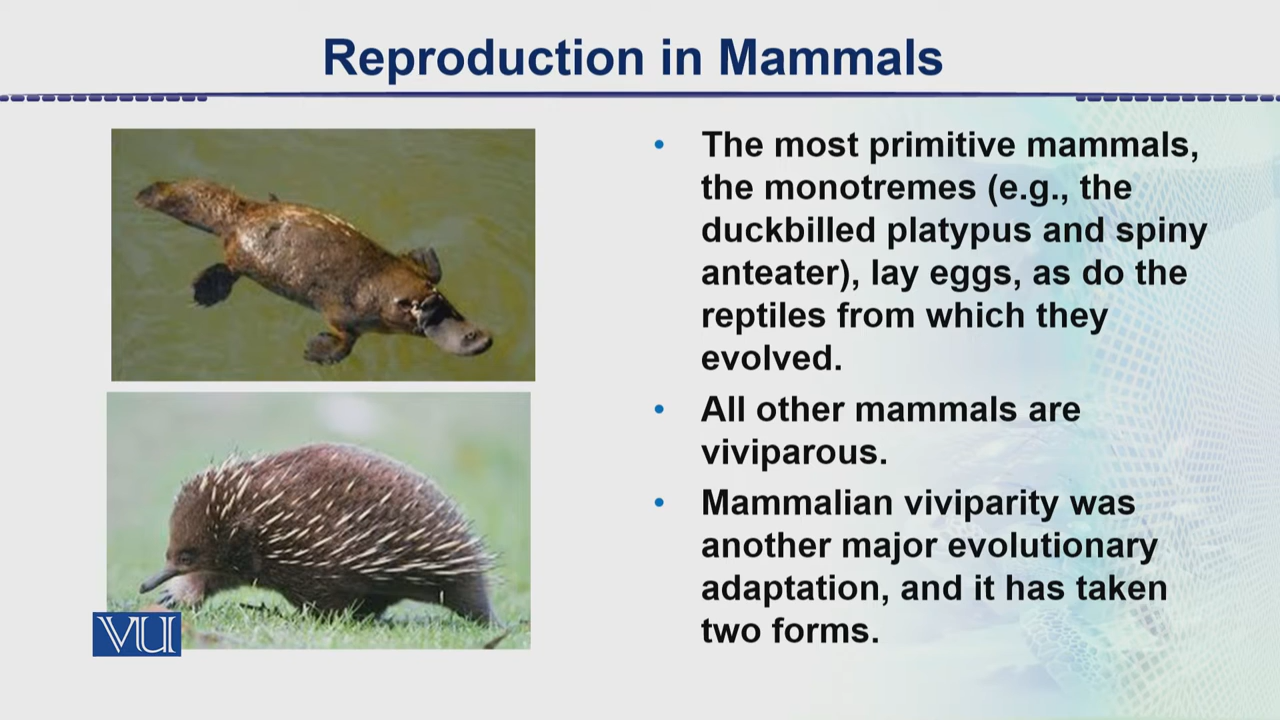 Reproduction in Mammals
• The most primitive mammals,
the monotremes (e.g., the
duckbilled platypus and spiny
anteater), lay eggs, as do the
reptiles from which they
evolved.
• All other mammals are
viviparous.
• Mammalian viviparity was
another major evolutionary
adaptation, and it has taken
two forms.
VU